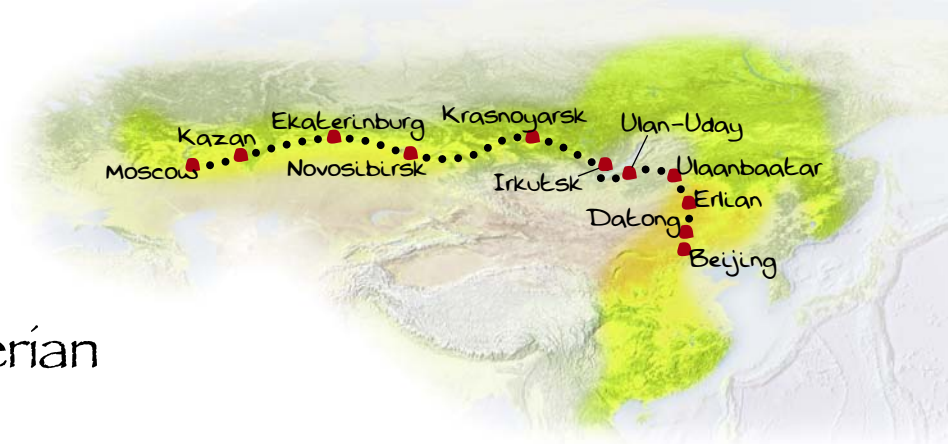 Krasnoyarsk
Ekaterinburg
Ulan-Uday
Kazan
Moscow
Novosibirsk
Irkutsk
Ulaanbaatar
Erlian
Datong
Beijing
erian